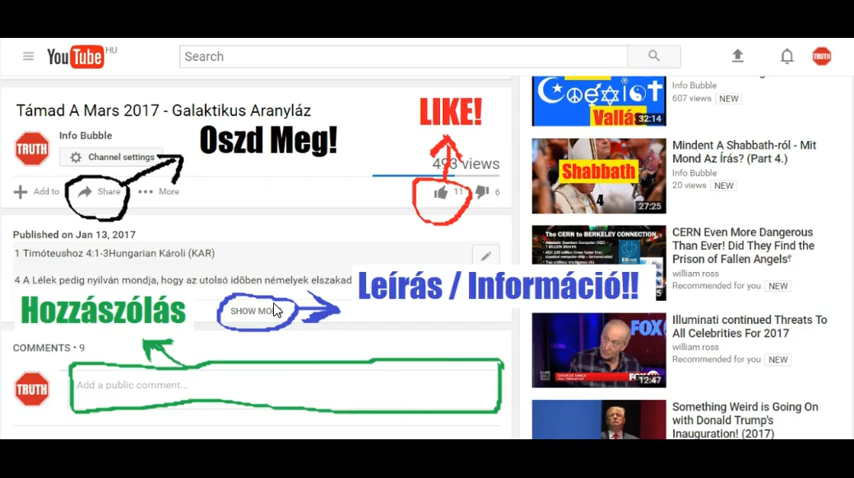 YouTube HU
Search
TRUTH
Támad A Mars 2017 - Galaktikus Aranyláz
TRUTH
Info Bubble
Channel settings
Oszd Meg!
LIKE!
493 views
Add to
Share
More
11
6
Published on Jan 13, 2017
1 Timóteushoz 4:1-3Hungarian Károli (KAR)
4 A Lélek pedig nyilván mondja, hogy az utolsó időben némelyek elszakad
Leírás / Információ!!
Hozzászólás
SHOW MO
COMMENTS • 9
TRUTH
Add a public comment...
COEXIST
Vallás
32:14
Info Bubble
607 views NEW
Shabbath
4
27:25
Mindent A Shabbath-ról - Mit
Mond Az Írás? (Part 4.)
Info Bubble
20 views NEW
The CERN to BERKELEY CONNECTION
CERN Even More Dangerous
Than Ever! Did They Find the
Prison of Fallen Angels"
william ross
Recommended for you NEW
FOX
12:47
Illuminati continued Threats To
All Celebrities For 2017
william ross
Recommended for you NEW
Something Weird is Going On
with Donald Trump's
Inauguration! (2017)